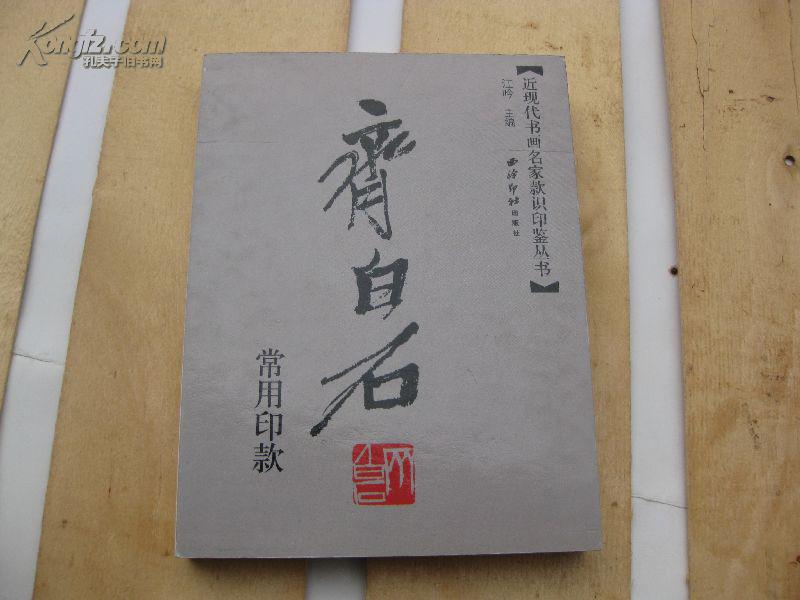 Kongfz.com
孔夫子旧书网
【近现代书画名家款识印鉴丛书】
江吟 主编
西泠印社出版社
齊白石
常用印款